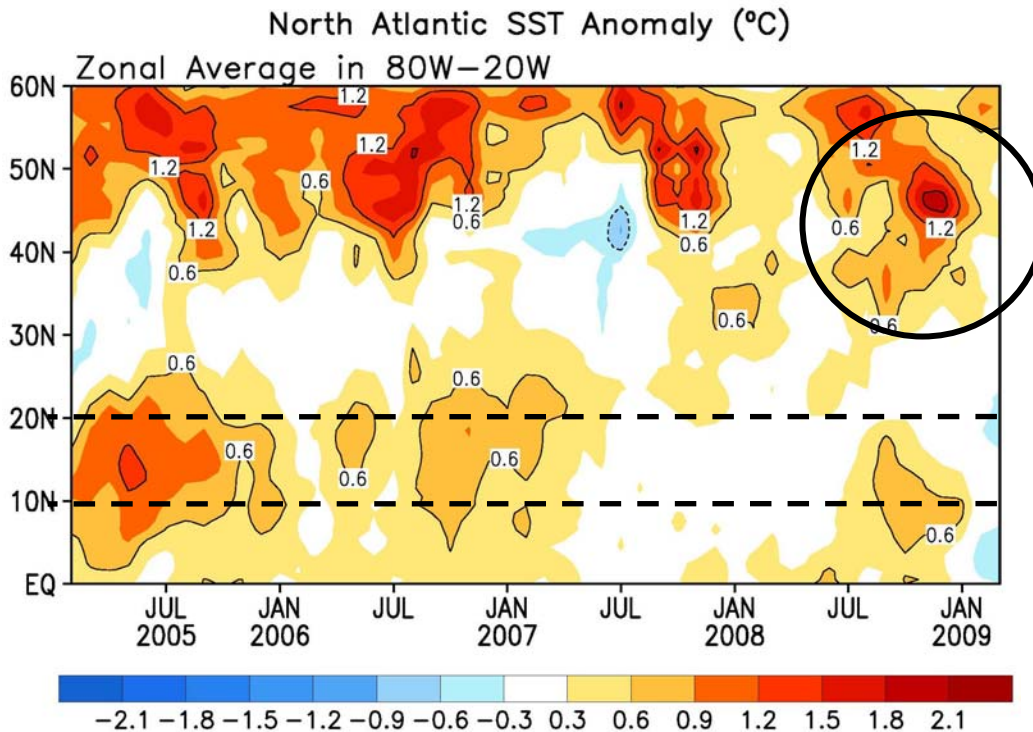 North Atlantic SST Anomaly (ºC)
Zonal Average in 80W–20W
60N
50N
40N
30N
20N
10N
EQ
1.2
1.2
1.2
0.6
0.6
1.2
0.6
1.2
0.6
0.6
1.2
0.6
1.2
0.6
0.6
0.6
0.6
0.6
0.6
0.6
0.6
JUL
2005
JAN
2006
JUL
JAN
2007
JUL
JAN
2008
JUL
JAN
2009
−2.1 −1.8 −1.5 −1.2 −0.9 −0.6 −0.3 0.3 0.6 0.9 1.2 1.5 1.8 2.1